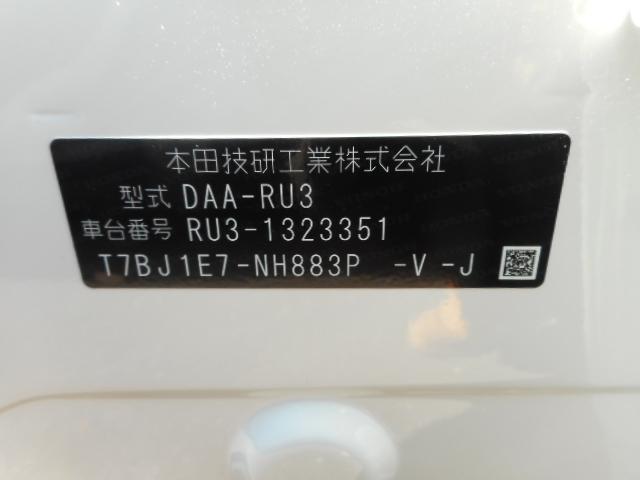 本田技研工業株式会社
型式 DAA-RU3
車台番号 RU3-1323351
T7BJ1E7-NH883P -V -J